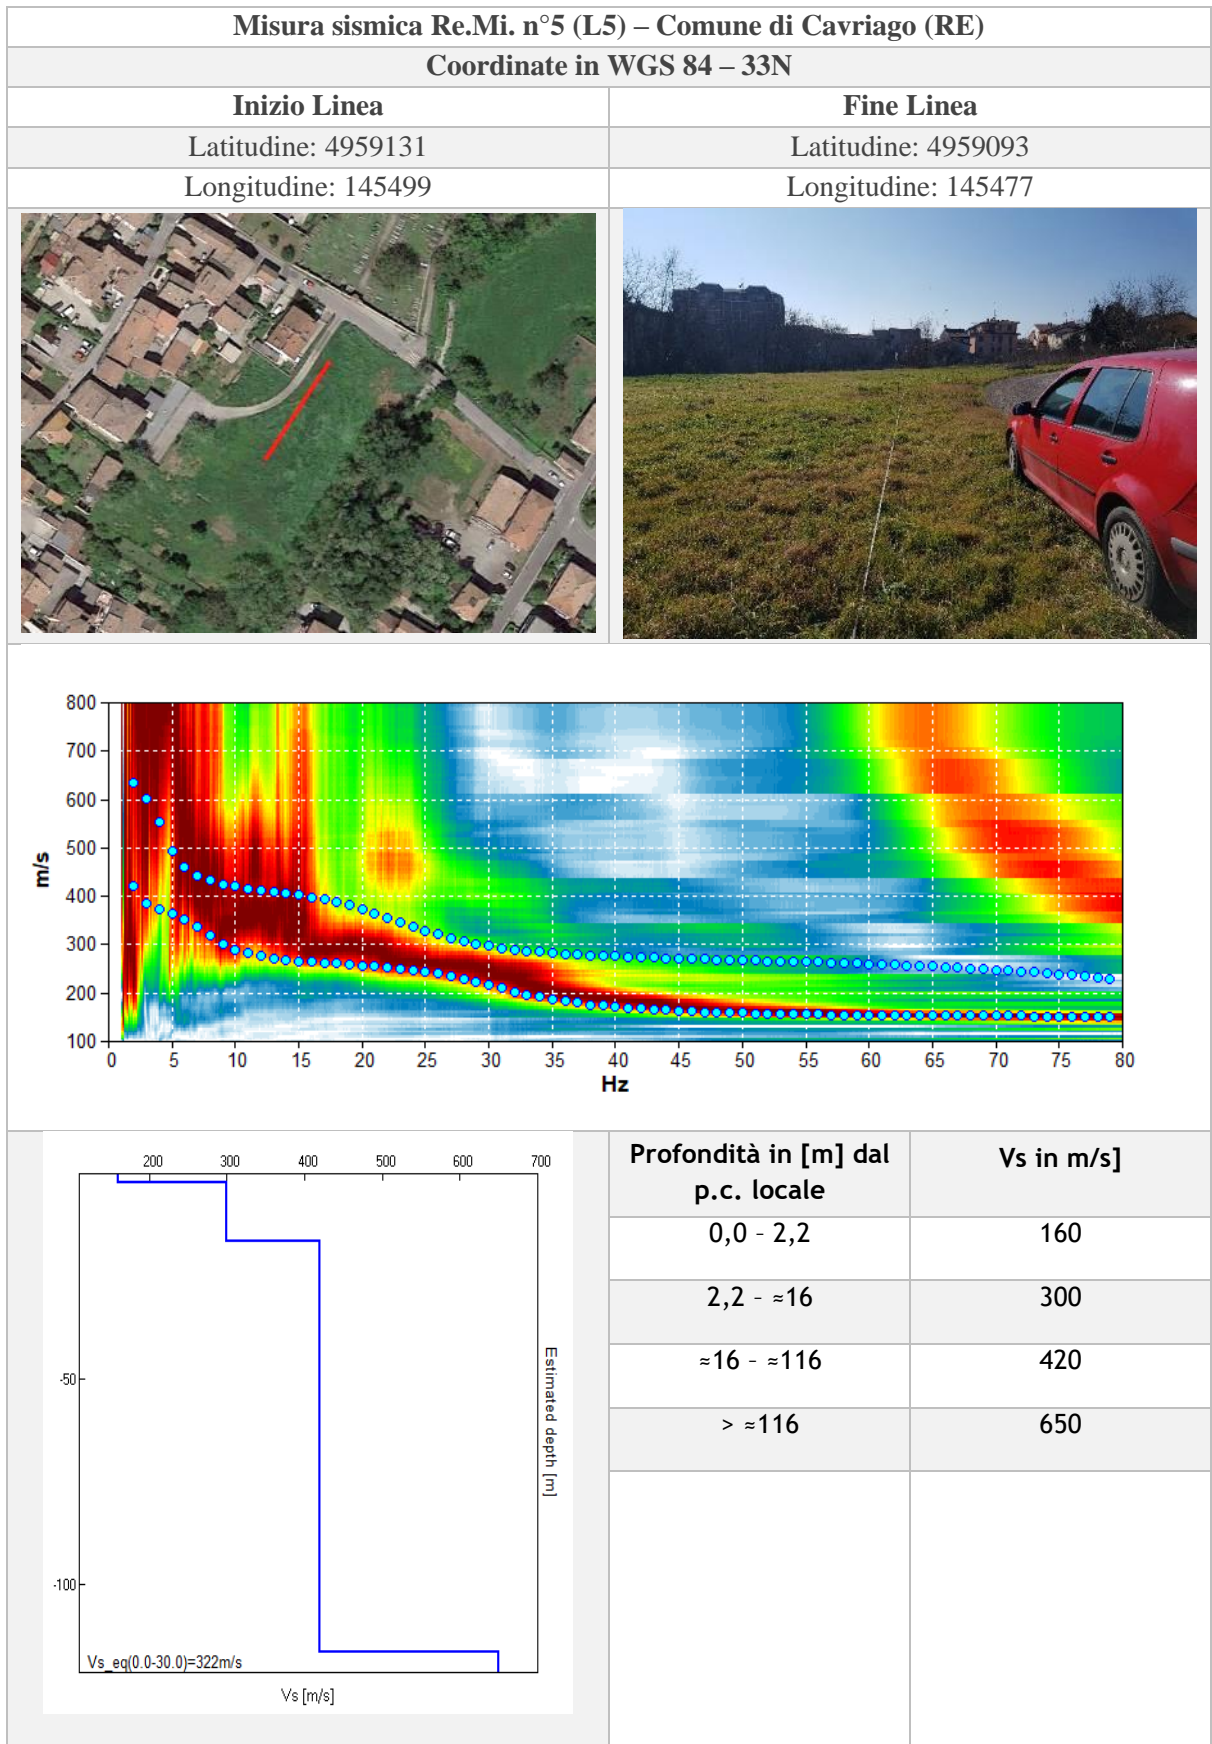 Misura sismica Re.Mi. n°5 (L5) – Comune di Cavriago (RE)
Coordinate in WGS 84 – 33N
Inizio Linea
Fine Linea
Latitudine: 4959131
Latitudine: 4959093
Longitudine: 145499
Longitudine: 145477
800
700
600
500
400
300
200
100
m/s
0 5 10 15 20 25 30 35 40 45 50 55 60 65 70 75 80
Hz
200 300 400 500 600 700
-50
-100
Estimated depth [m]
Vs_eq(0.0-30.0)=322m/s
Vs [m/s]
Profondità in [m] dal
p.c. locale
Vs in m/s]
0,0 – 2,2
160
2,2 – ≈16
300
≈16 – ≈116
420
> ≈116
650